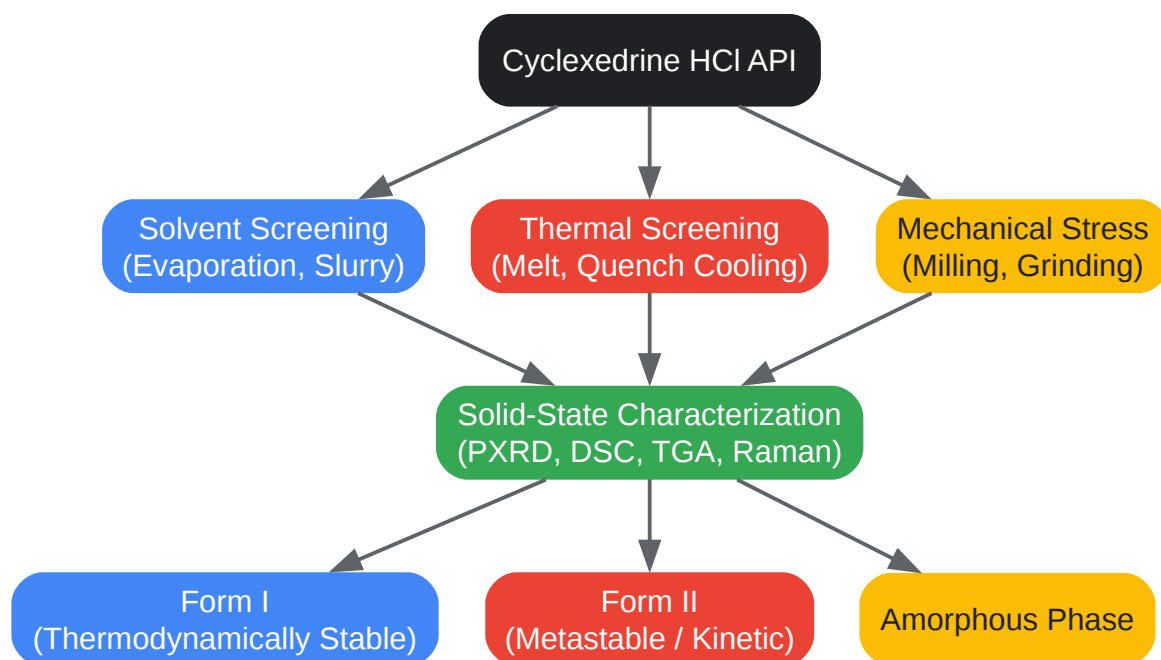 Cyclexedrine HCl API
Solvent Screening
(Evaporation, Slurry)
Thermal Screening
(Melt, Quench Cooling)
Mechanical Stress
(Milling, Grinding)
Solid-State Characterization
(PXRD, DSC, TGA, Raman)
Form I
(Thermodynamically Stable)
Form II
(Metastable / Kinetic)
Amorphous Phase